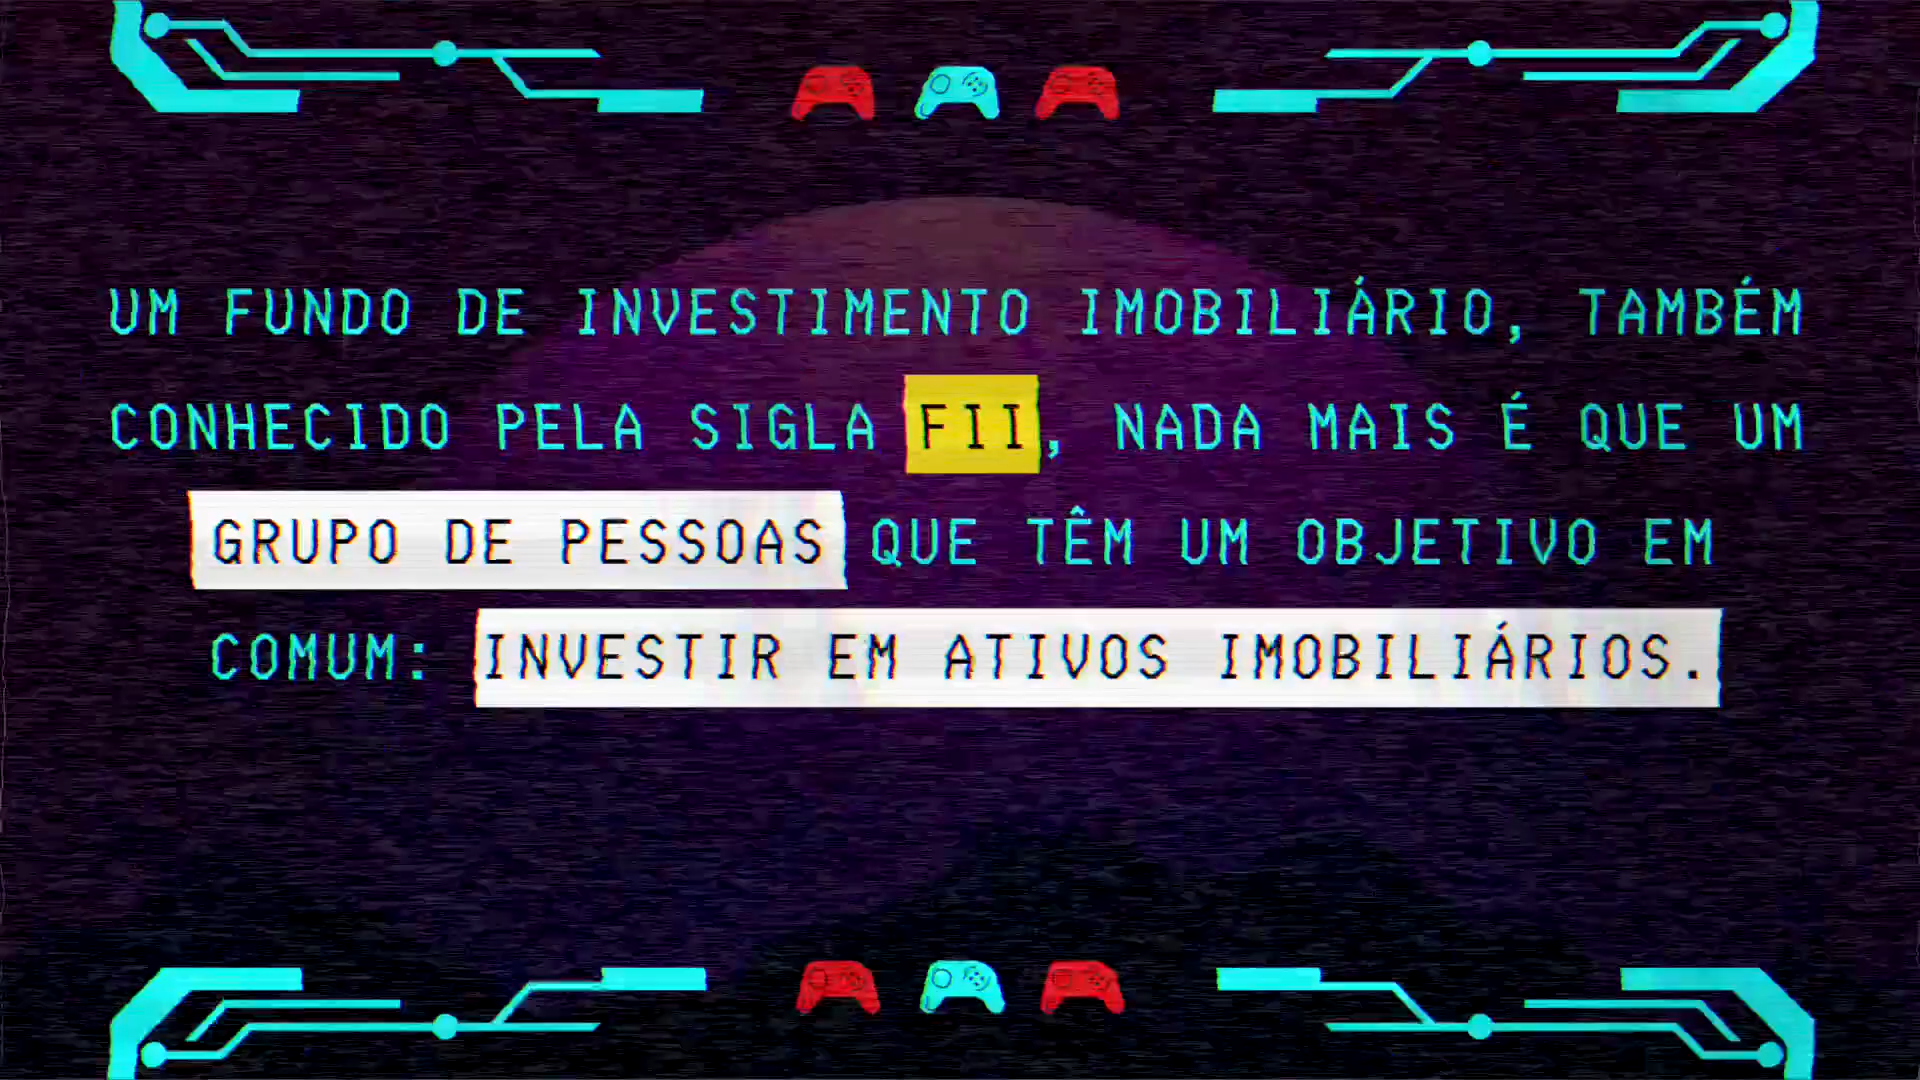 UM FUNDO DE INVESTIMENTO IMOBILIÁRIO, TAMBÉM
CONHECIDO PELA SIGLA FII, NADA MAIS É QUE UM
GRUPO DE PESSOAS QUE TÊM UM OBJETIVO EM
COMUM: INVESTIR EM ATIVOS IMOBILIÁRIOS.